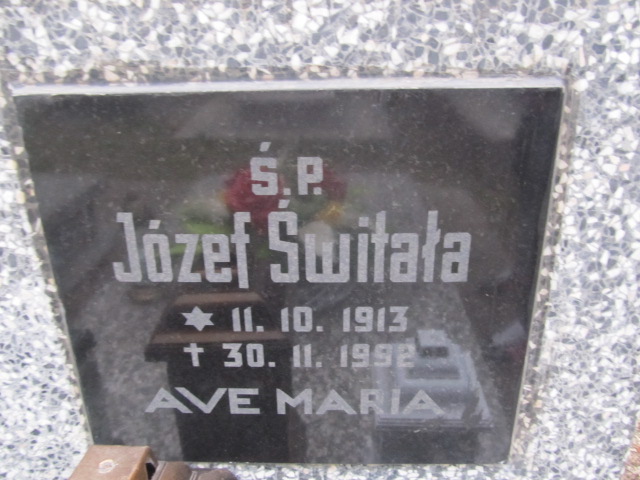 Ś.P.
Józef Świtała
✶ 11. 10. 1913
✝ 30. 11. 1992
AVE MARIA